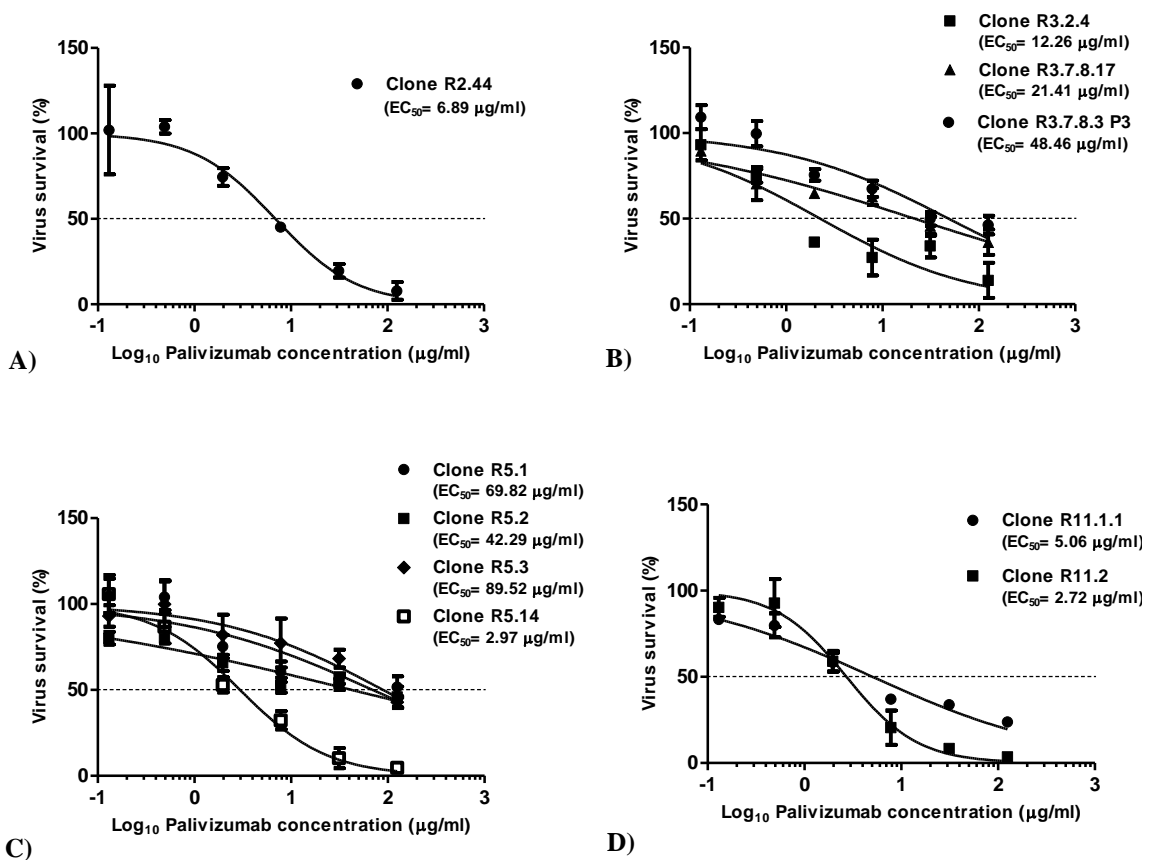 150
100
50
0
Virus survival (%)
-1 0 1 2 3
Log10 Palivizumab concentration (μg/ml)
Clone R2.44
(EC50= 6.89 μg/ml)
A)
Clone R3.2.4
(EC50= 12.26 μg/ml)
Clone R3.7.8.17
(EC50= 21.41 μg/ml)
Clone R3.7.8.3 P3
(EC50= 48.46 μg/ml)
150
100
50
0
Virus survival (%)
-1 0 1 2 3
Log10 Palivizumab concentration (μg/ml)
B)
Clone R5.1
(EC50= 69.82 μg/ml)
Clone R5.2
(EC50= 42.29 μg/ml)
Clone R5.3
(EC50= 89.52 μg/ml)
Clone R5.14
(EC50= 2.97 μg/ml)
150
100
50
0
Virus survival (%)
-1 0 1 2 3
Log10 Palivizumab concentration (μg/ml)
C)
Clone R11.1.1
(EC50= 5.06 μg/ml)
Clone R11.2
(EC50= 2.72 μg/ml)
150
100
50
0
Virus survival (%)
-1 0 1 2 3
Log10 Palivizumab concentration (μg/ml)
D)